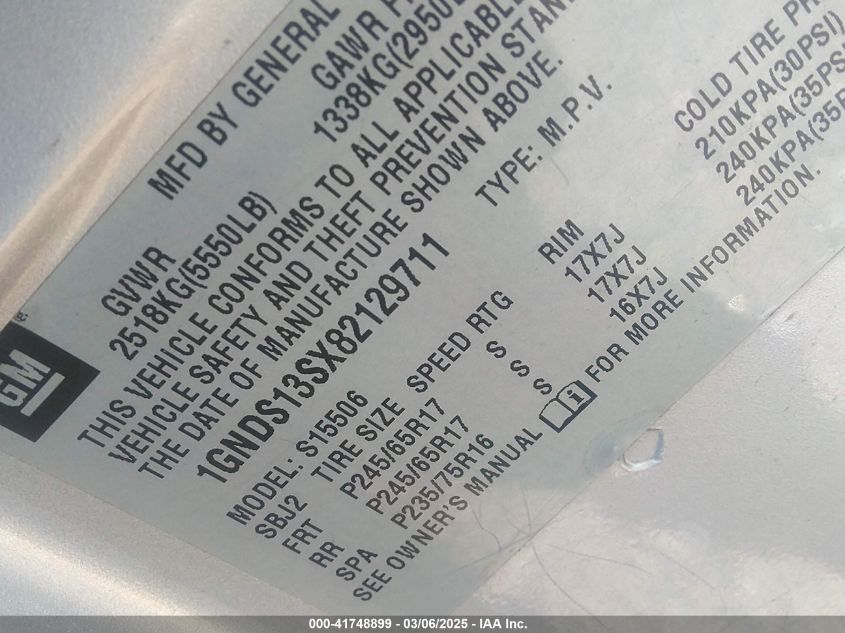 MFD BY GENERAL
GVWR
2518KG(5550LB)
GAWR
1338KG(2950
THIS VEHICLE CONFORMS TO ALL APPLICABLE
VEHICLE SAFETY AND THEFT PREVENTION
THE DATE OF MANUFACTURE SHOWN ABOVE.
1GNDS13SX82129711
TYPE: M.P.V.
MODEL: S15506
SBJ2 TIRE SIZE SPEED RTG RIM COLD TIRE
FRT P245/65R17 S 17X7J 210KPA(30PSI)
RR P245/65R17 S 17X7J 240KPA(35PSI
SPA P235/75R16 S 16X7J 240KPA(35
SEE OWNER'S MANUAL FOR MORE INFORMATION.
GM
000-41748899 - 03/06/2025 - IAA Inc.